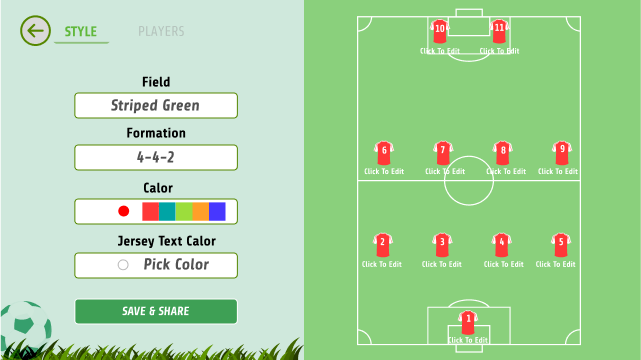 STYLE PLAYERS
Field
Striped Green
Formation
4-4-2
Calor
Jersey Text Calor
Pick Color
SAVE & SHARE
10 11
Click To Edit Click To Edit
6 7 8 9
Click To Edit Click To Edit Click To Edit Click To Edit
2 3 4 5
Click To Edit Click To Edit Click To Edit Click To Edit
1
Click To Edit